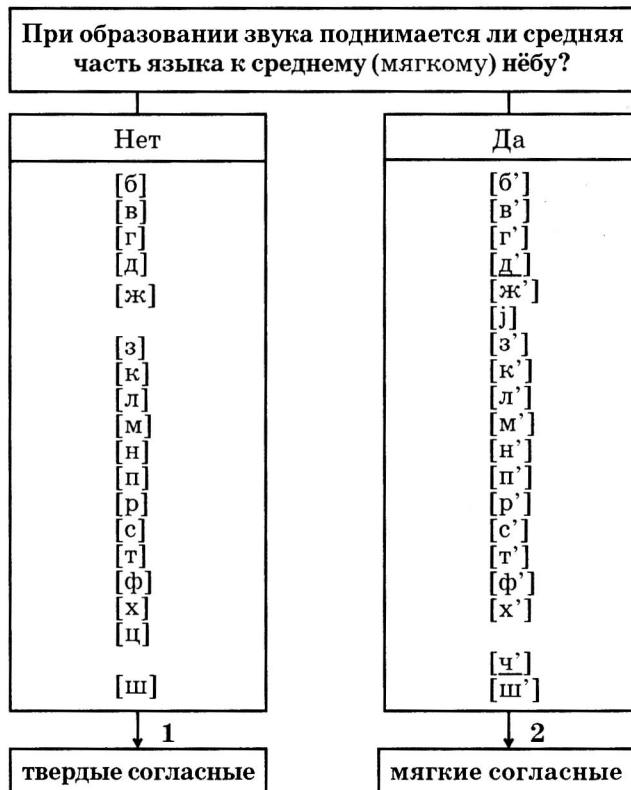 При образовании звука поднимается ли средняя
часть языка к среднему (мягкому) нёбу?
Нет
[б]
[в]
[г]
[д]
[ж]
[з]
[к]
[л]
[м]
[н]
[п]
[р]
[с]
[т]
[ф]
[х]
[ц]
[ш]
1
твердые согласные
Да
[б’]
[в’]
[г’]
[д’]
[ж’]
[j]
[з’]
[к’]
[л’]
[м’]
[н’]
[п’]
[р’]
[с’]
[т’]
[ф’]
[х’]
[ч’]
[ш’]
2
мягкие согласные